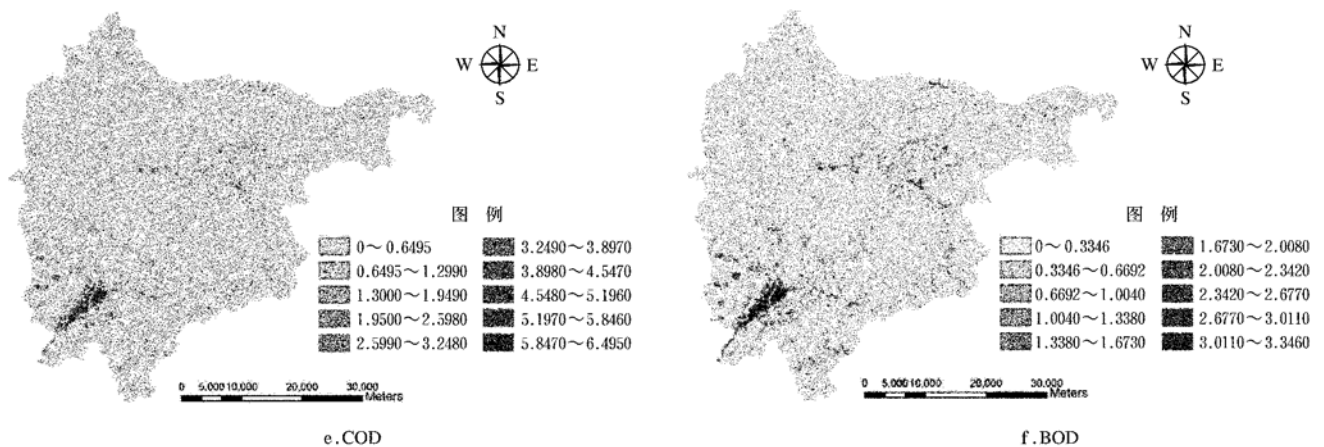 N
W E
S
图 例
0～0.6495
0.6495～1.2990
1.3000～1.9490
1.9500～2.5980
2.5990～3.2480
3.2490～3.8970
3.8980～4.5470
4.5480～5.1960
5.1970～5.8460
5.8470～6.4950
0 5,000 10,000 20,000 30,000
Meters
e.COD
N
W E
S
图 例
0～0.3346
0.3346～0.6692
0.6692～1.0040
1.0040～1.3380
1.3380～1.6730
1.6730～2.0080
2.0080～2.3420
2.3420～2.6770
2.6770～3.0110
3.0110～3.3460
0 5,000 10,000 20,000 30,000
Meters
f.BOD